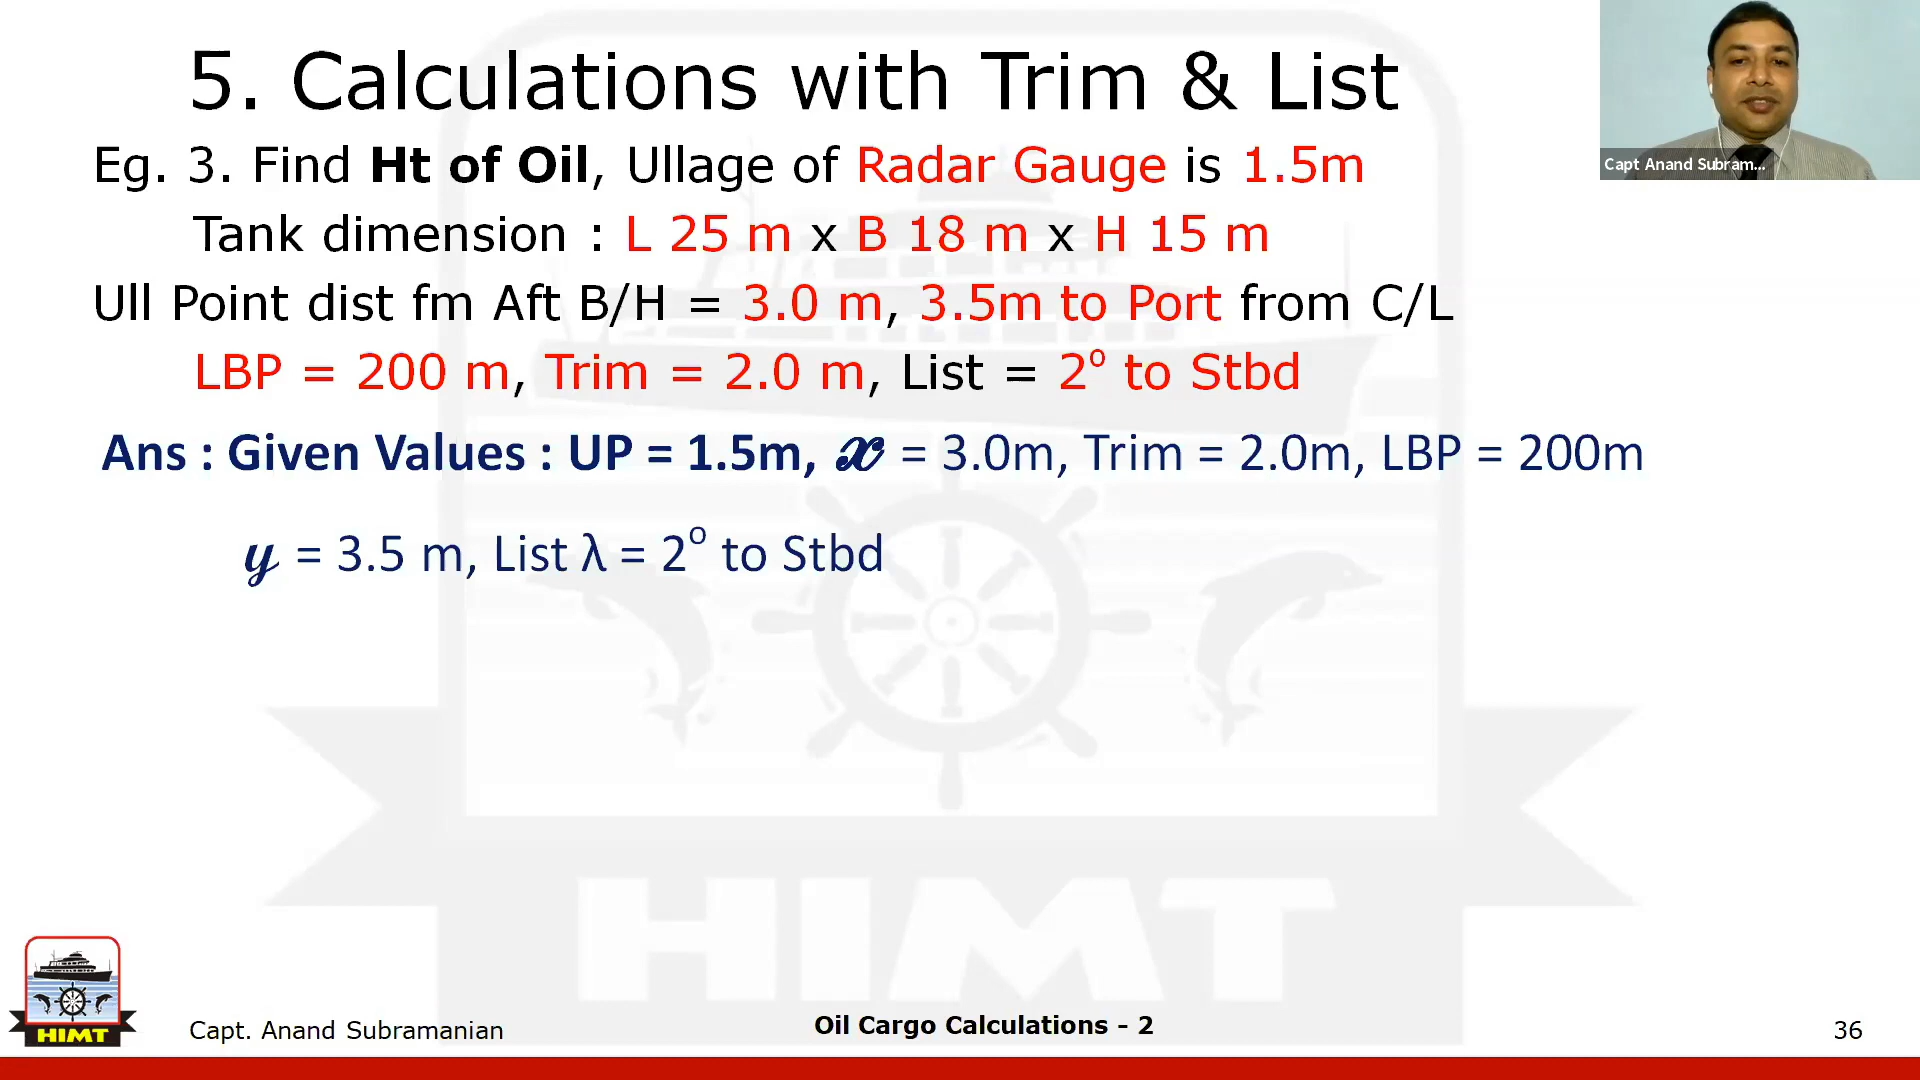 5. Calculations with Trim & List
Capt Anand Subram...
Eg. 3. Find Ht of Oil, Ullage of Radar Gauge is 1.5m
Tank dimension : L 25 m x B 18 m x H 15 m
Ull Point dist fm Aft B/H = 3.0 m, 3.5m to Port from C/L
LBP = 200 m, Trim = 2.0 m, List = 2º to Stbd
Ans : Given Values : UP = 1.5m, 𝓍 = 3.0m, Trim = 2.0m, LBP = 200m
𝓎 = 3.5 m, List λ = 2º to Stbd
HIMT
HIMT
Capt. Anand Subramanian
Oil Cargo Calculations - 2
36